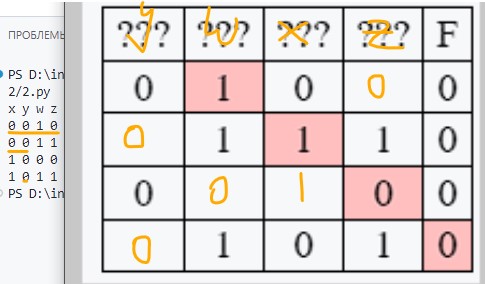 ПРОБЛЕМЫ
PS D:\in
2/2.py
x y w z
0 0 1 0
0 0 1 1
1 0 0 0
1 0 1 1
PS D:\in
y w x z
??? ??? ??? ??? F
0 1 0 0 0
0 1 1 1 0
0 0 1 0 0
0 1 0 1 0